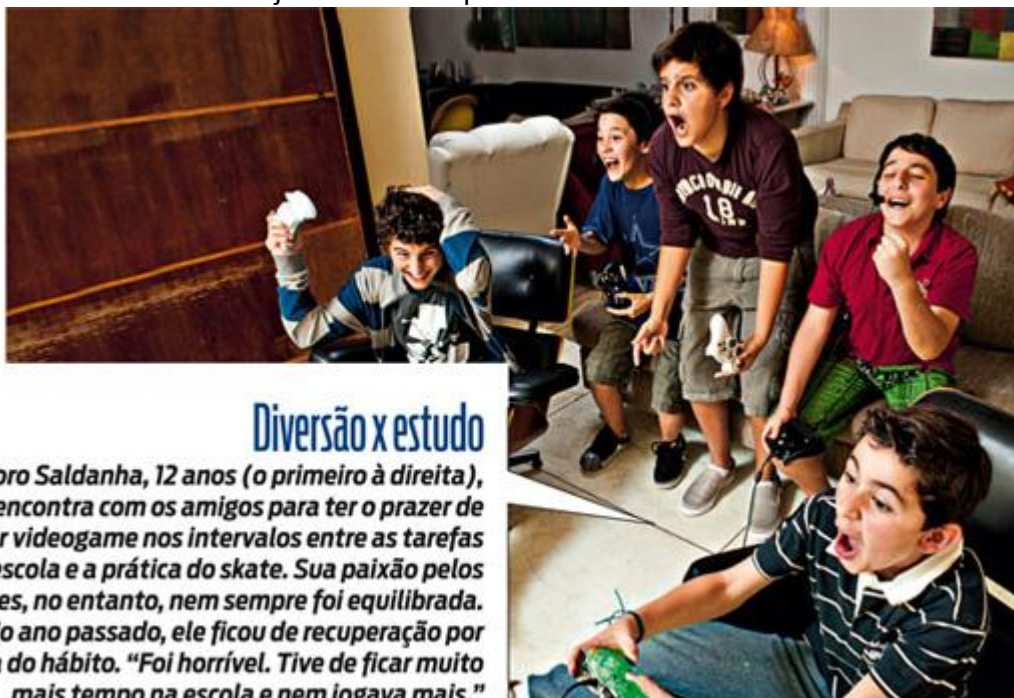 Diversão x estudo
oro Saldanha, 12 anos (o primeiro à direita),
encontra com os amigos para ter o prazer de
r videogame nos intervalos entre as tarefas
escola e a prática do skate. Sua paixão pelos
es, no entanto, nem sempre foi equilibrada.
o ano passado, ele ficou de recuperação por
a do hábito. “Foi horrível. Tive de ficar muito
mais tempo na escola e nem jogava mais.”
18